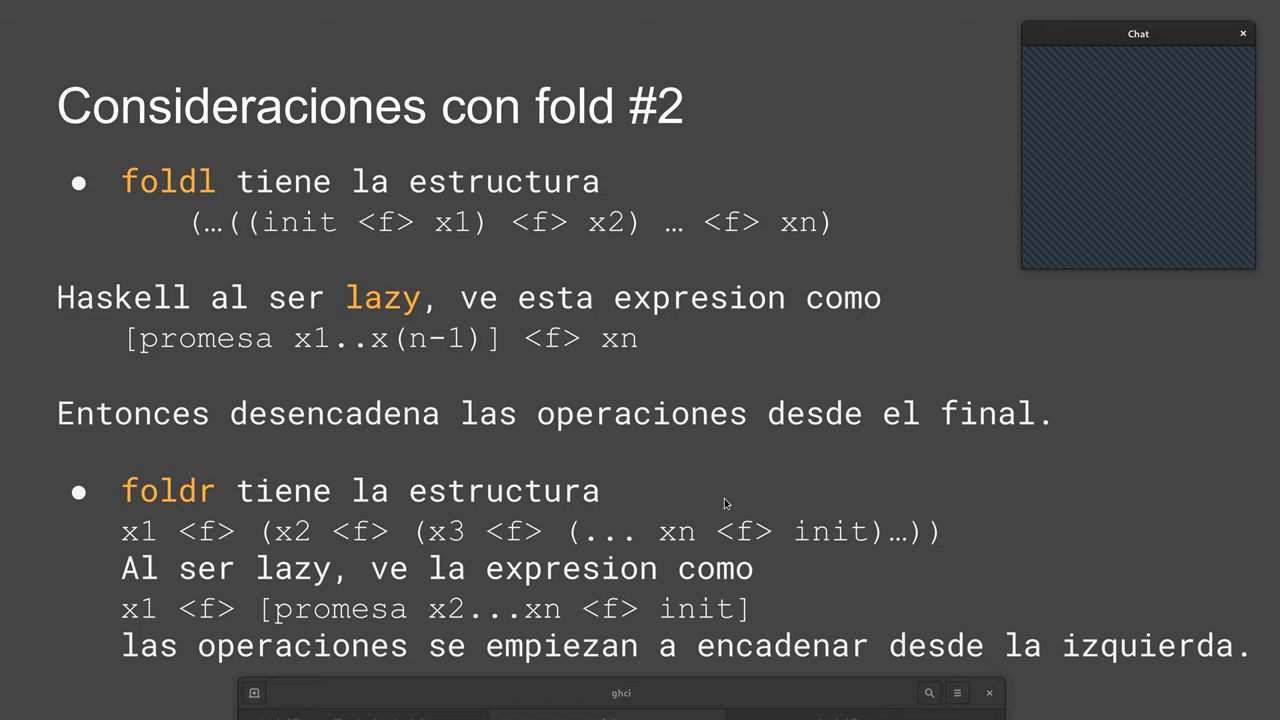 Chat
Consideraciones con fold #2
● foldl tiene la estructura
(…((init <f> x1) <f> x2) … <f> xn)
Haskell al ser lazy, ve esta expresion como
[promesa x1..x(n-1)] <f> xn
Entonces desencadena las operaciones desde el final.
● foldr tiene la estructura
x1 <f> (x2 <f> (x3 <f> (... xn <f> init)…))
Al ser lazy, ve la expresion como
x1 <f> [promesa x2...xn <f> init]
las operaciones se empiezan a encadenar desde la izquierda.
ghci